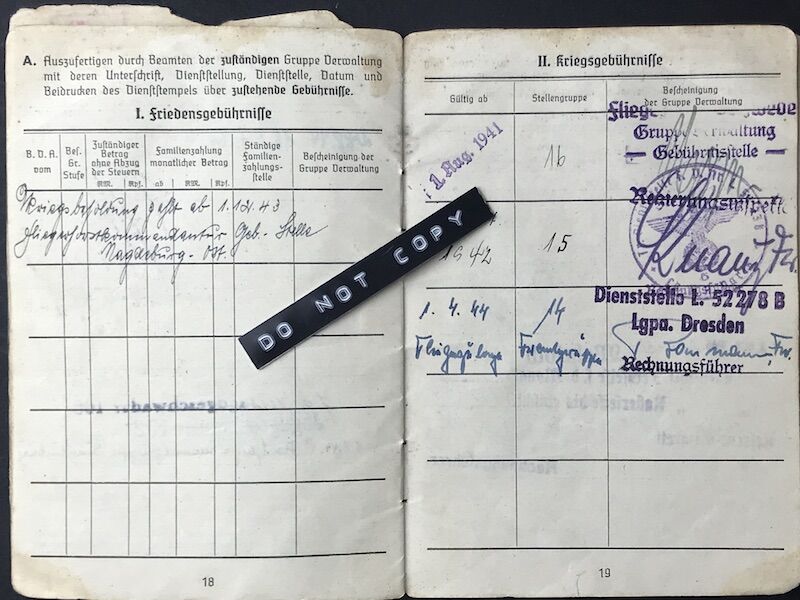 A. Auszufertigen durch Beamten der zuständigen Gruppe Verwaltung
mit deren Unterschrift, Dienststellung, Dienststelle, Datum und
Beidrucken des Dienststempels über zustehende Gebührnisse.
I. Friedensgebührnisse
B. D. A. vom
Bes. Gr. Stufe
Zuständiger Betrag ohne Abzug der Steuern
RM. Rpf.
Familienzahlung monatlicher Betrag
ab RM. Rpf.
Ständige Familien-zahlungs-stelle
Bescheinigung der Gruppe Verwaltung
Kriegsbesoldung gezahlt ab 1.12.43
Fliegerhorstkommandantur Geb.-Stelle
Magdeburg-Ost.
18
DO NOT COPY
II. Kriegsgebührnisse
Gültig ab
Stellengruppe
Bescheinigung
der Gruppe Verwaltung
1. Aug. 1941
16
Gruppe Verwaltung
— Gebührnisstelle —
1942
15
Regierungsinspektor
Dienststelle L. 52278 B
Lgpa. Dresden
1. 4. 44
14
Flugzulage
Rechnungsführer
19